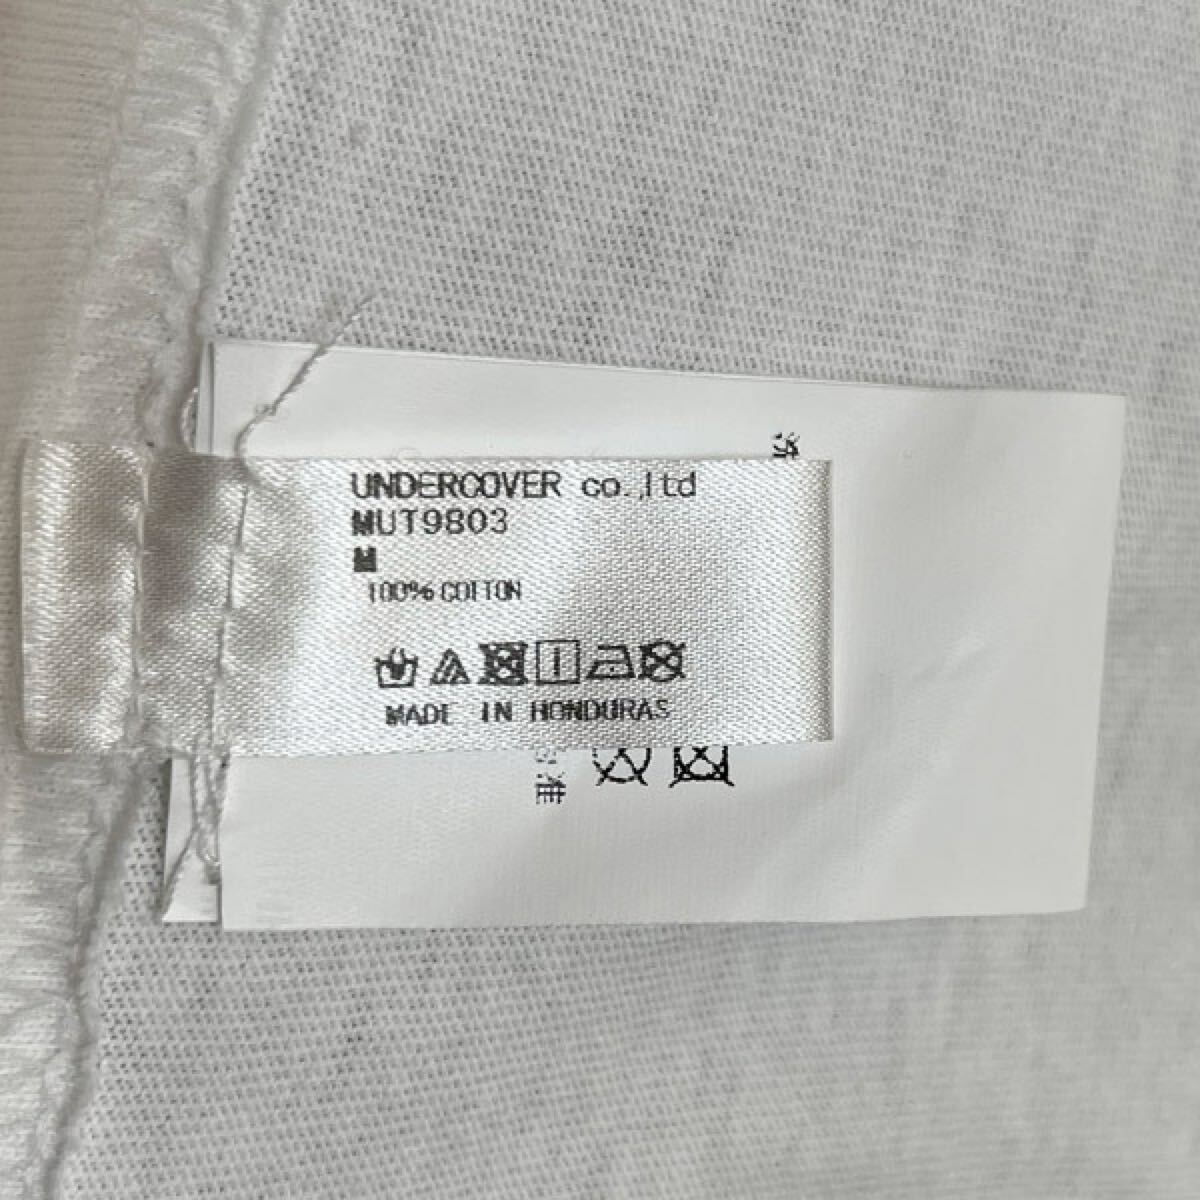 UNDERCOVER co.,ltd
MUT9803
M
100% COTTON
MADE IN HONDURAS